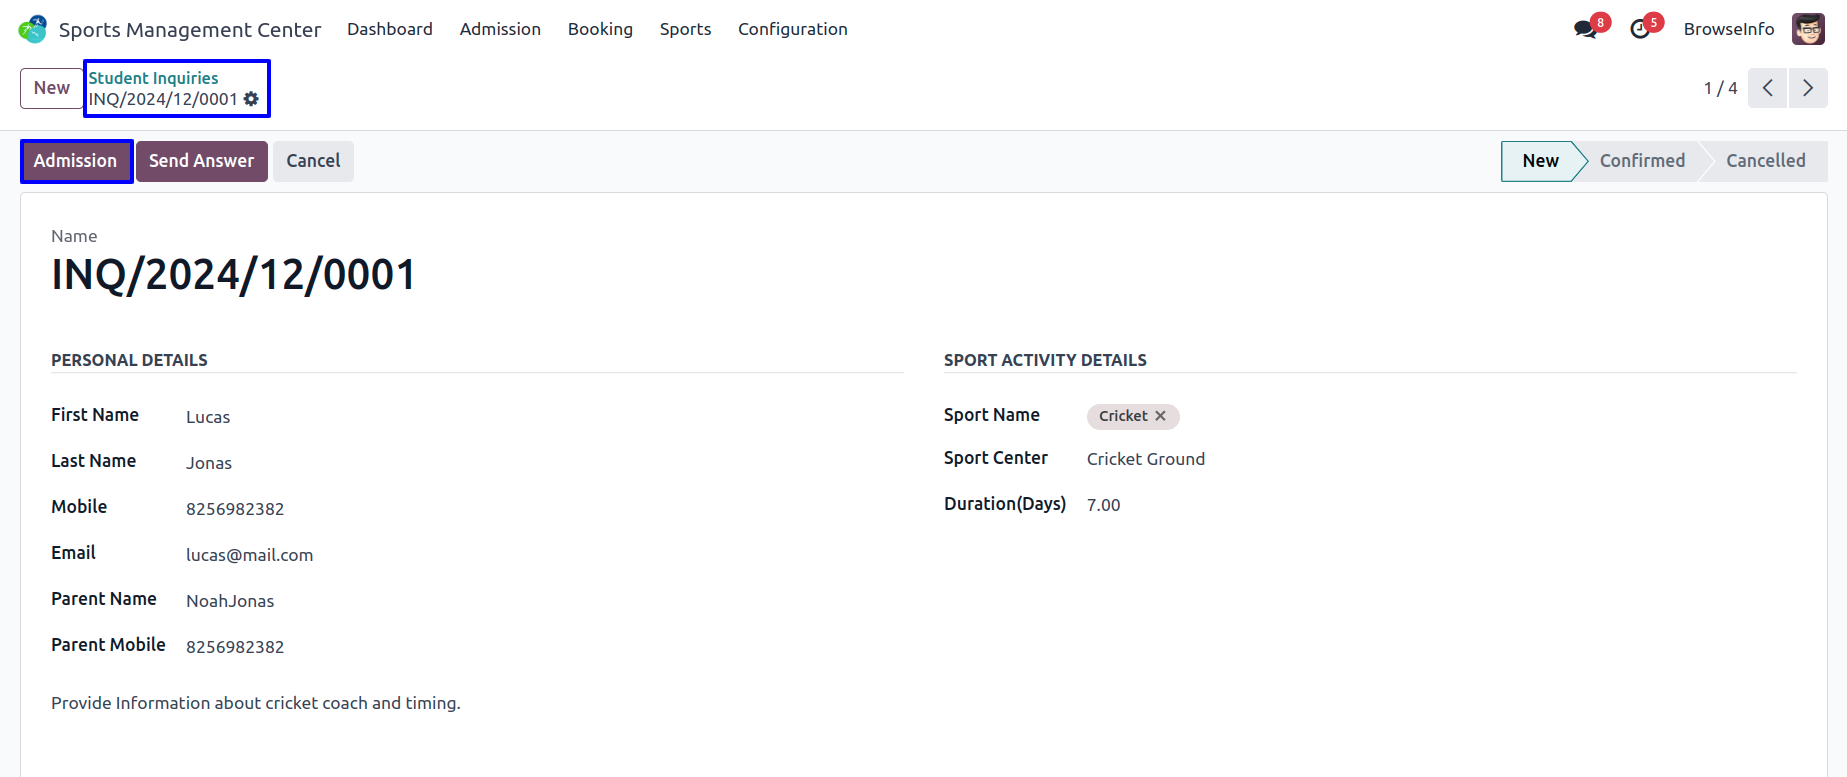 Sports Management Center Dashboard Admission Booking Sports Configuration 8 5 BrowseInfo
New Student Inquiries 1 / 4
INQ/2024/12/0001
Admission Send Answer Cancel New Confirmed Cancelled
Name
INQ/2024/12/0001
PERSONAL DETAILS
First Name Lucas
Last Name Jonas
Mobile 8256982382
Email lucas@mail.com
Parent Name NoahJonas
Parent Mobile 8256982382
Provide Information about cricket coach and timing.
SPORT ACTIVITY DETAILS
Sport Name Cricket ✕
Sport Center Cricket Ground
Duration(Days) 7.00